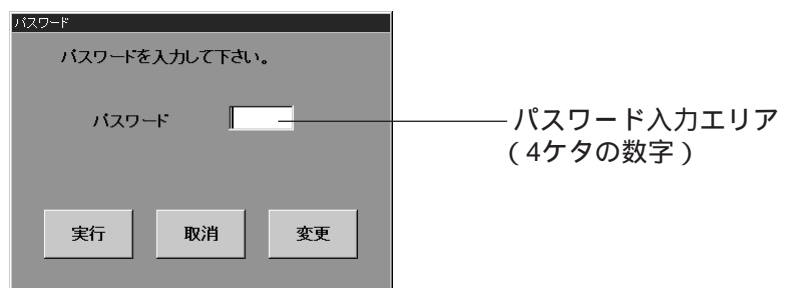 パスワード
パスワードを入力して下さい。
パスワード
パスワード入力エリア
(4ケタの数字)
実行 取消 変更